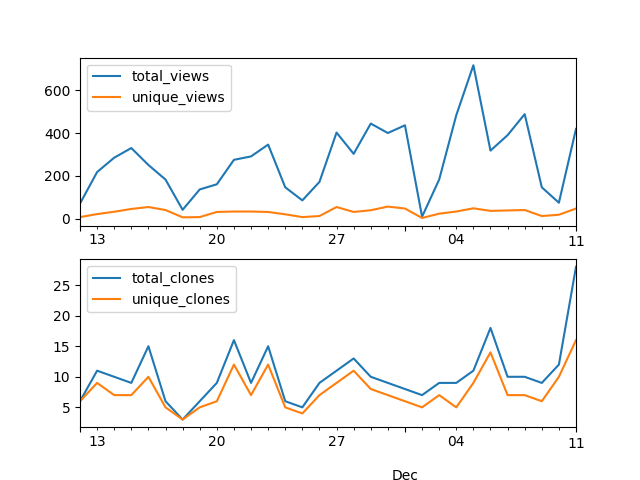 total_views
unique_views
600
400
200
0
13 20 27 04 11
total_clones
unique_clones
25
20
15
10
5
13 20 27 04 11
Dec